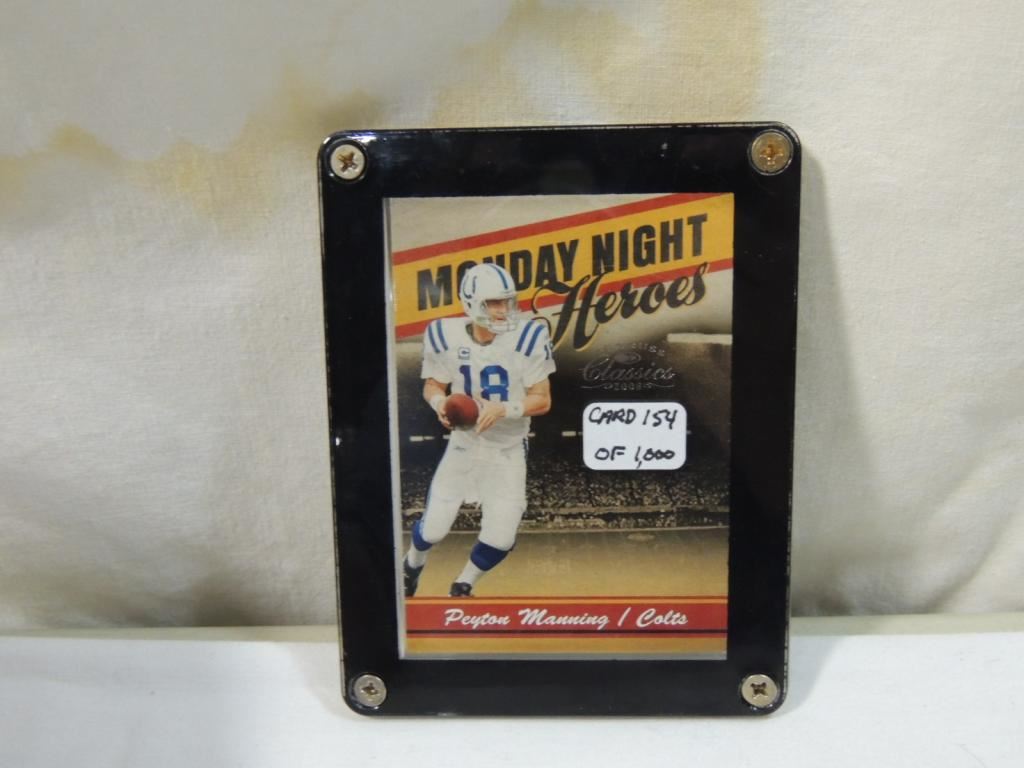 MONDAY NIGHT
Heroes
Classics
18
CARD 154
OF 1,000
Peyton Manning / Colts